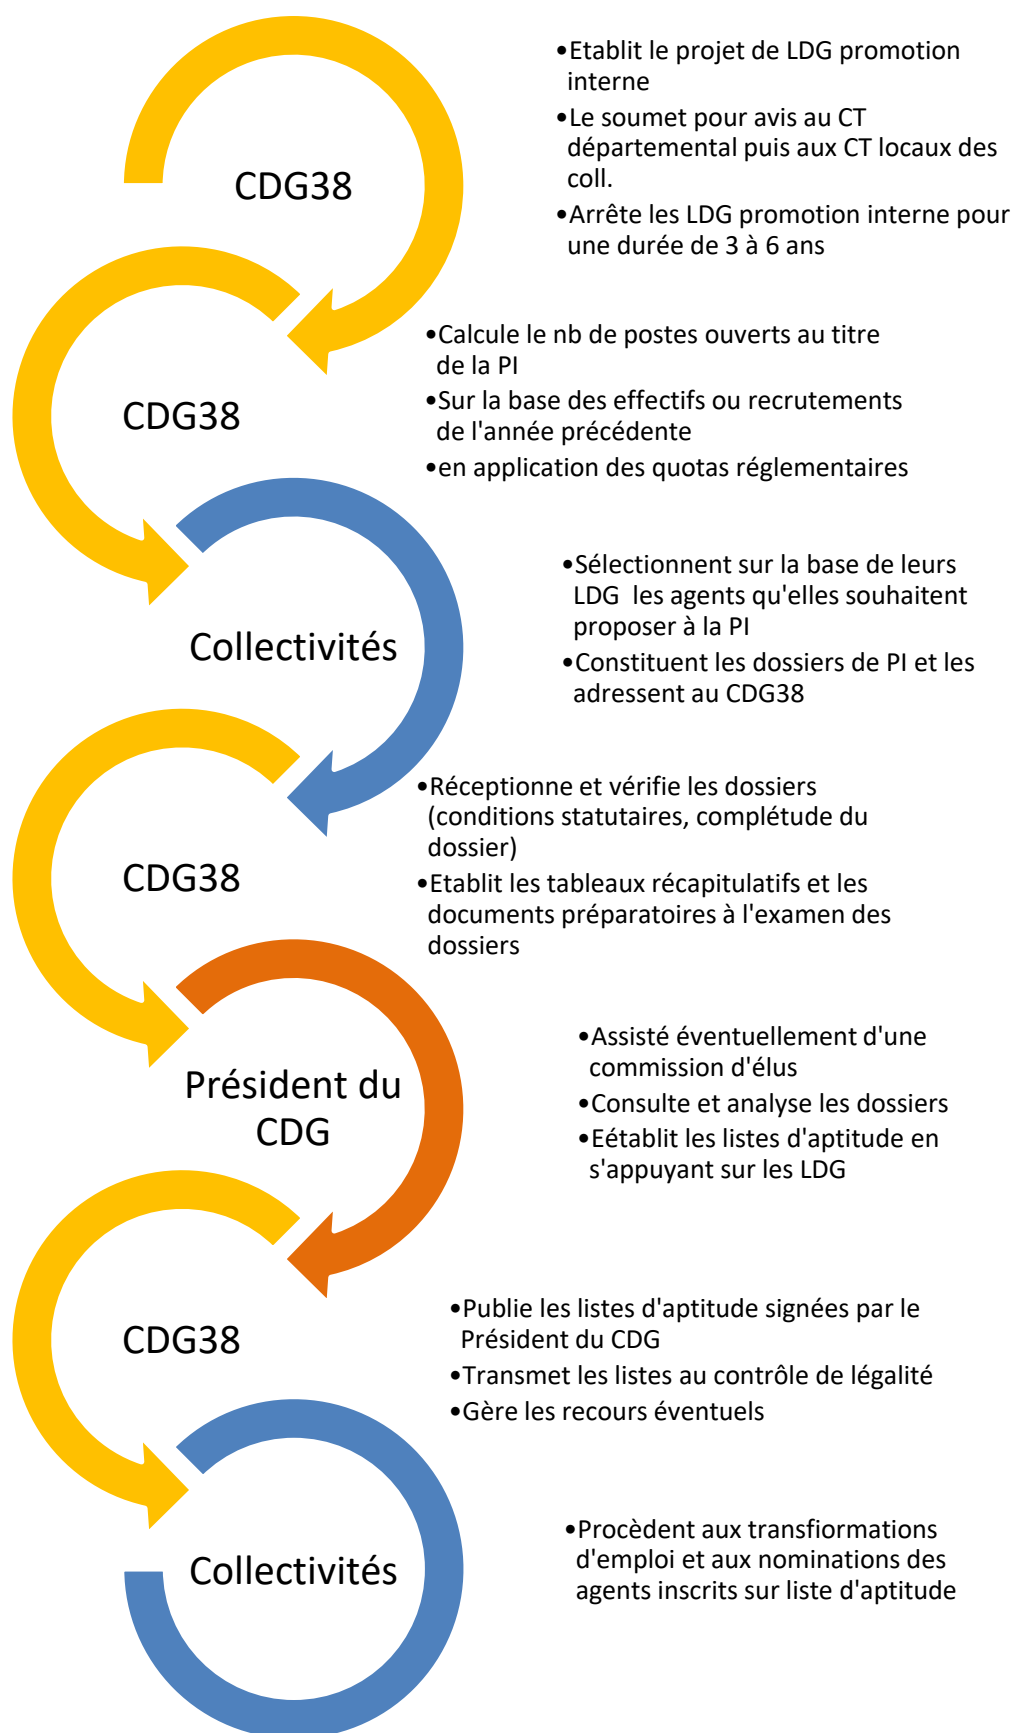 CDG38
•Etablit le projet de LDG promotion
interne
•Le soumet pour avis au CT
départemental puis aux CT locaux des
coll.
•Arrête les LDG promotion interne pour
une durée de 3 à 6 ans
CDG38
•Calcule le nb de postes ouverts au titre
de la PI
•Sur la base des effectifs ou recrutements
de l'année précédente
•en application des quotas réglementaires
Collectivités
•Sélectionnent sur la base de leurs
LDG les agents qu'elles souhaitent
proposer à la PI
•Constituent les dossiers de PI et les
adressent au CDG38
CDG38
•Réceptionne et vérifie les dossiers
(conditions statutaires, complétude du
dossier)
•Etablit les tableaux récapitulatifs et les
documents préparatoires à l'examen des
dossiers
Président du
CDG
•Assisté éventuellement d'une
commission d'élus
•Consulte et analyse les dossiers
•Eétablit les listes d'aptitude en
s'appuyant sur les LDG
CDG38
•Publie les listes d'aptitude signées par le
Président du CDG
•Transmet les listes au contrôle de légalité
•Gère les recours éventuels
Collectivités
•Procèdent aux transfiormations
d'emploi et aux nominations des
agents inscrits sur liste d'aptitude